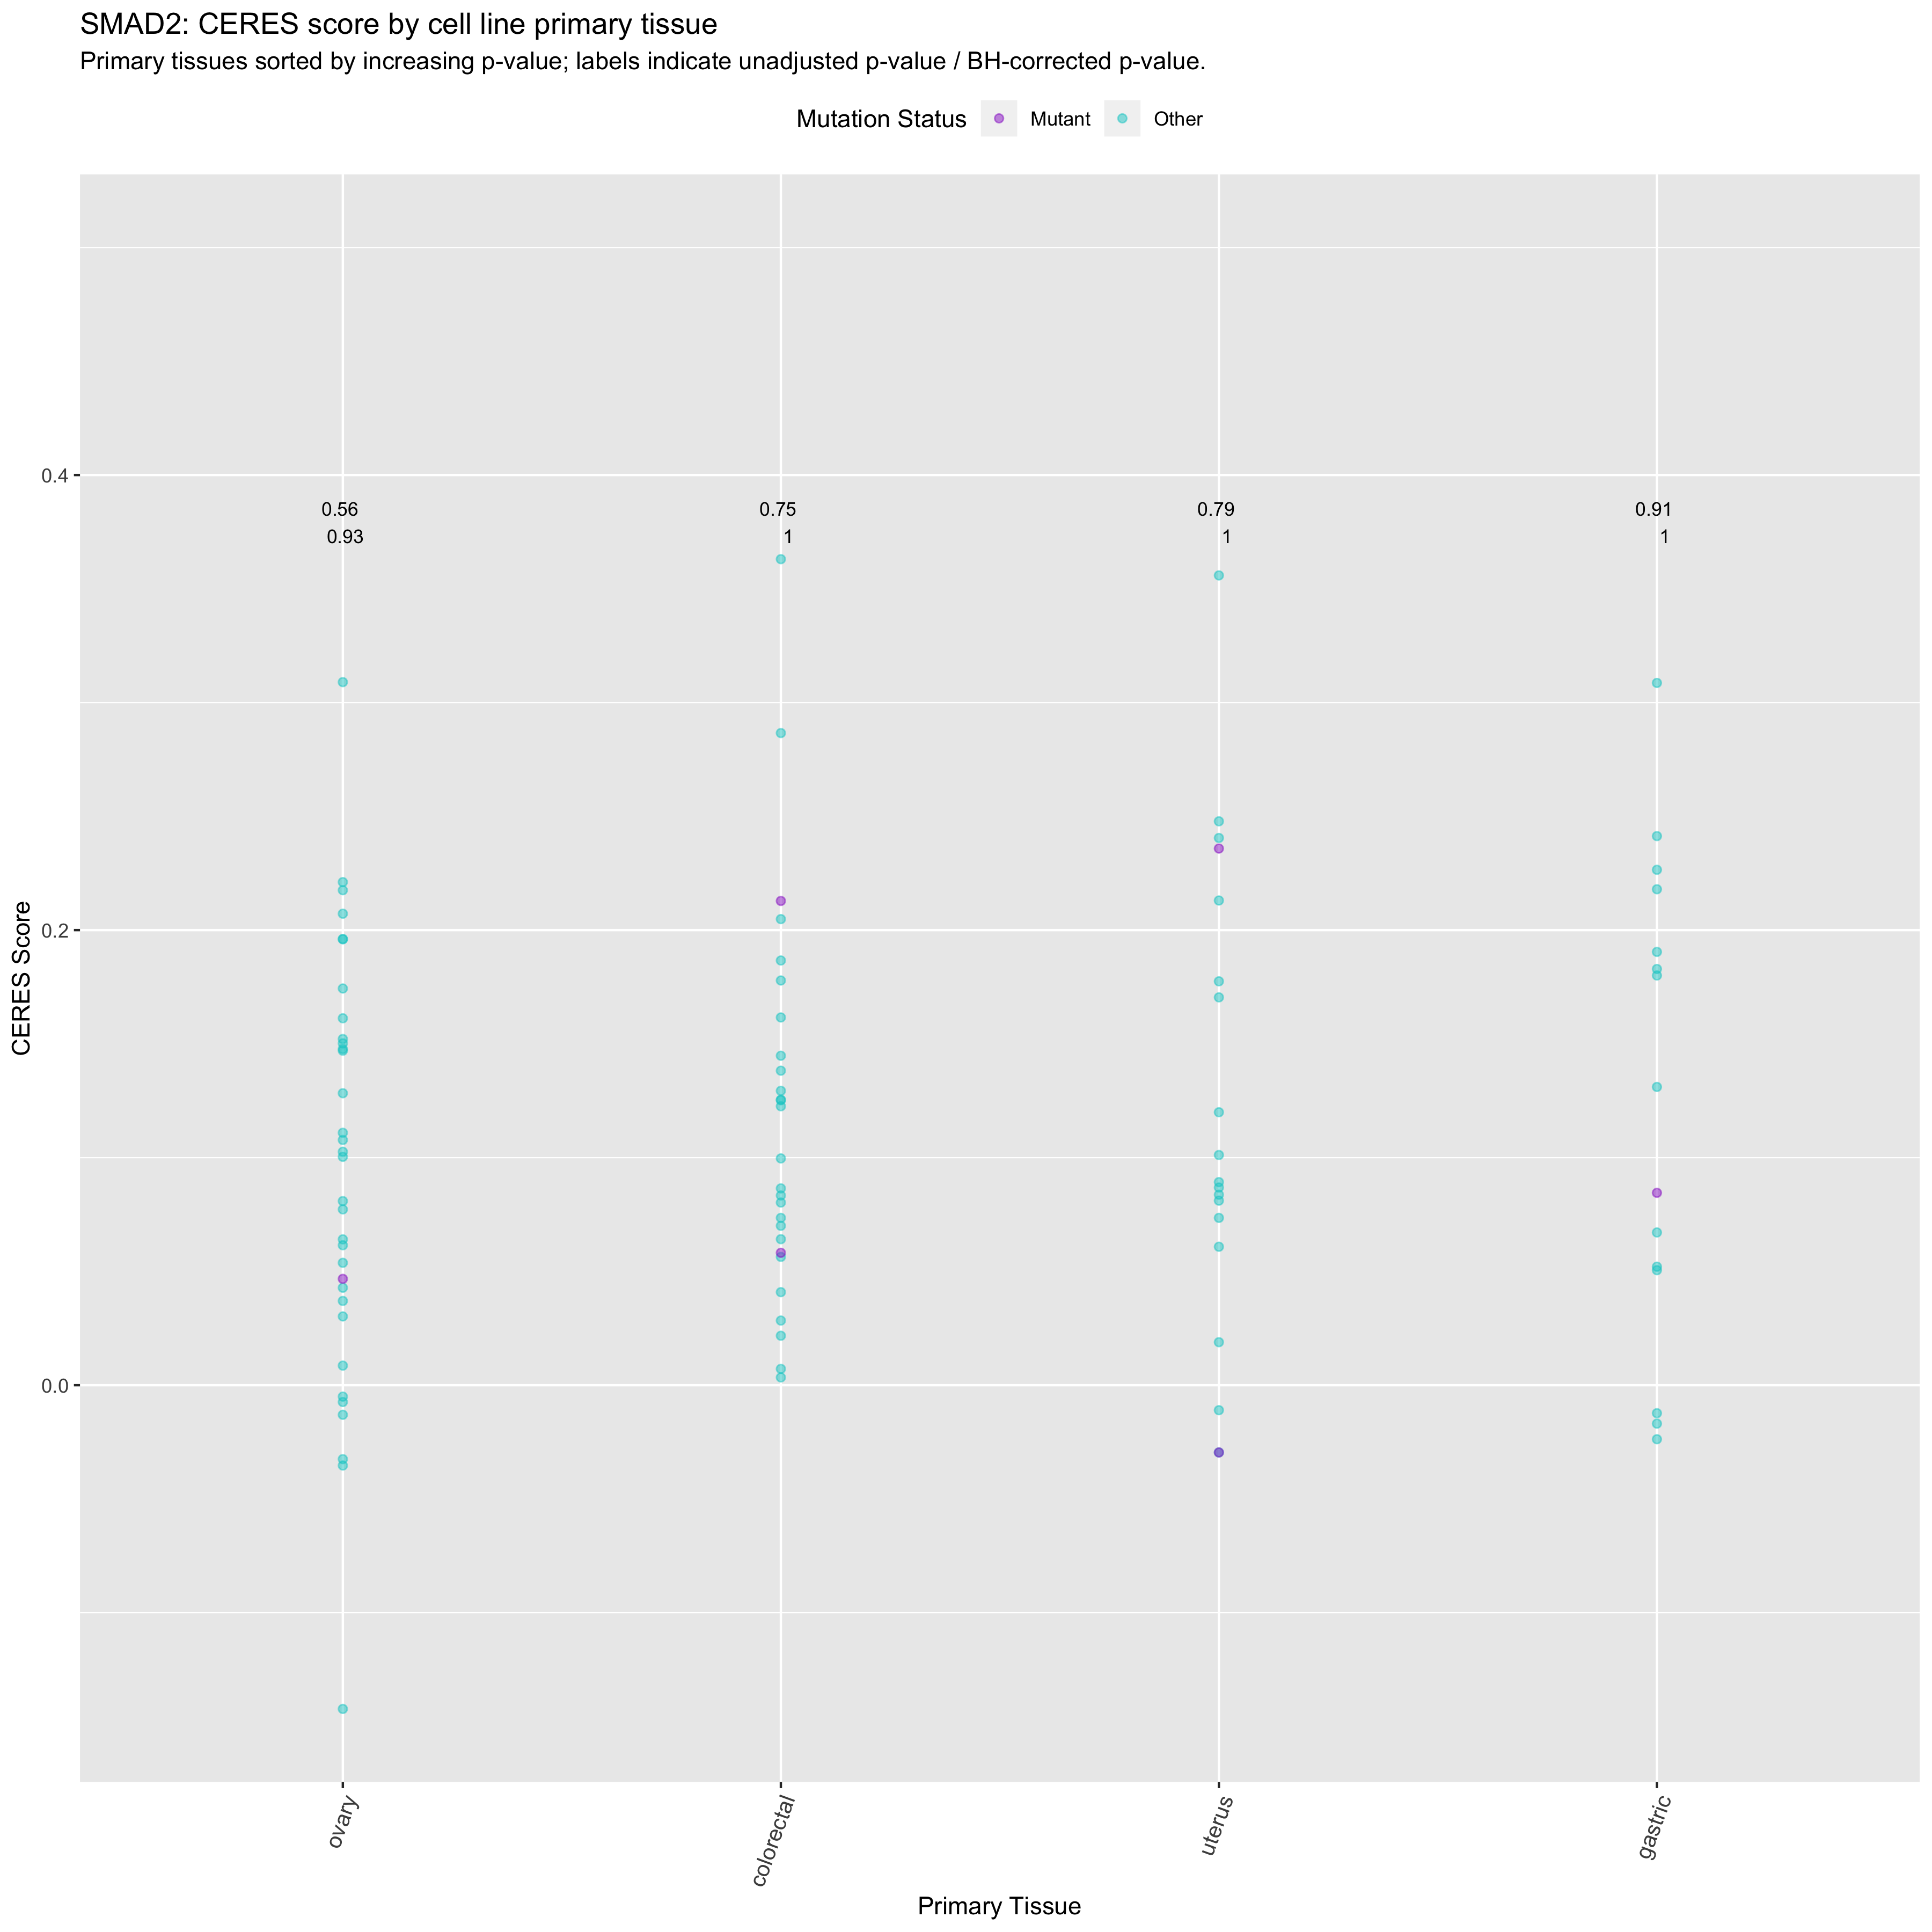 SMAD2: CERES score by cell line primary tissue
Primary tissues sorted by increasing p-value; labels indicate unadjusted p-value / BH-corrected p-value.
Mutation Status Mutant Other
0.4
0.56 0.75 0.79 0.91
0.93 1 1 1
0.2
0.0
CERES Score
ovary colorectal uterus gastric
Primary Tissue